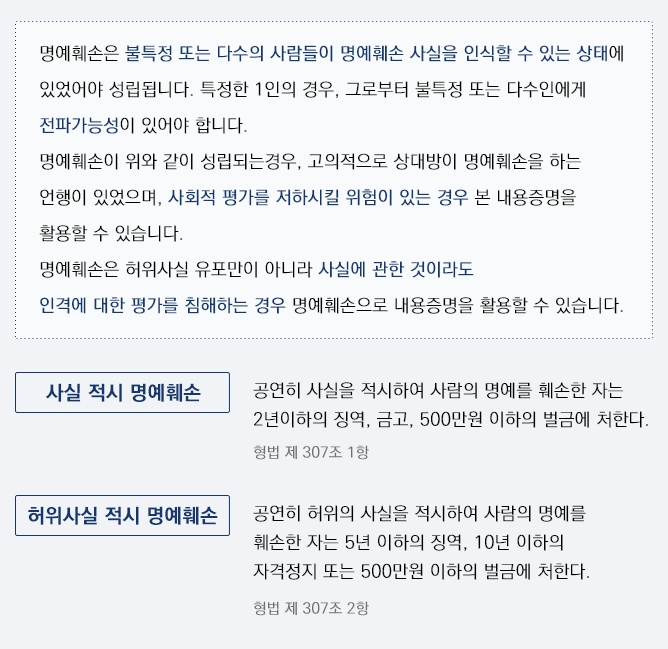 명예훼손은 불특정 또는 다수의 사람들이 명예훼손 사실을 인식할 수 있는 상태에
있었어야 성립됩니다. 특정한 1인의 경우, 그로부터 불특정 또는 다수인에게
전파가능성이 있어야 합니다.
명예훼손이 위와 같이 성립되는경우, 고의적으로 상대방이 명예훼손을 하는
언행이 있었으며, 사회적 평가를 저하시킬 위험이 있는 경우 본 내용증명을
활용할 수 있습니다.
명예훼손은 허위사실 유포만이 아니라 사실에 관한 것이라도
인격에 대한 평가를 침해하는 경우 명예훼손으로 내용증명을 활용할 수 있습니다.
사실 적시 명예훼손
공연히 사실을 적시하여 사람의 명예를 훼손한 자는
2년이하의 징역, 금고, 500만원 이하의 벌금에 처한다.
형법 제 307조 1항
허위사실 적시 명예훼손
공연히 허위의 사실을 적시하여 사람의 명예를
훼손한 자는 5년 이하의 징역, 10년 이하의
자격정지 또는 500만원 이하의 벌금에 처한다.
형법 제 307조 2항